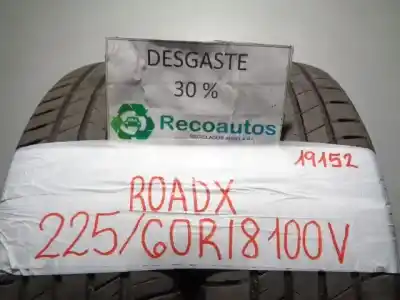 DESGASTE
30 %
Recoautos
19152
ROADX
225/60R18 100V